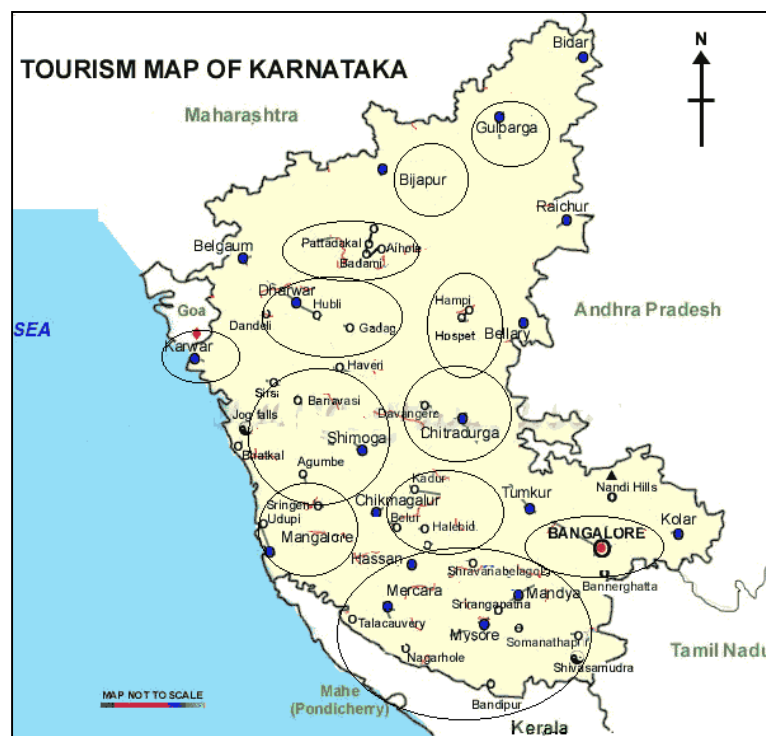 Bidar
N
TOURISM MAP OF KARNATAKA
Maharashtra
Gulbarga
Bijapur
Raichur
Pattadakal
Aihole
Belgaum
Badami
Dharwar
Hampi
Goa
Hubli
Andhra Pradesh
Dandeli
Gadag
Hospet
Bellary
SEA
Karwar
Haveri
Sirsi
Banavasi
Jog falls
Davangere
Chitradurga
Shimoga
Bhatkal
Agumbe
Kadur
Nandi Hills
Chikmagalur
Tumkur
Sringeri
Udupi
Belur
Halebid
Kolar
Mangalore
BANGALORE
Hassan
Shravanabelagola
Bannerghatta
Mercara
Mandya
Srirangapatna
Talacauvery
Mysore
Somanathapur
Tamil Nadu
Nagarhole
Shivasamudra
MAP NOT TO SCALE
Mahe
(Pondicherry)
Bandipur
Kerala